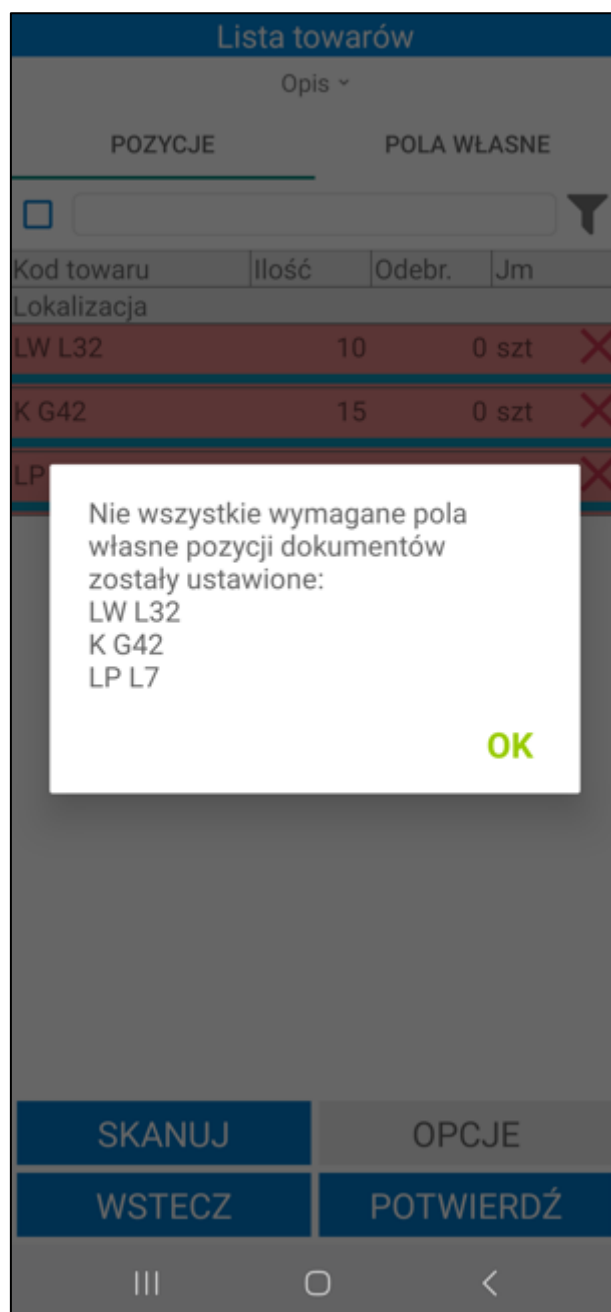 Lista towarów
Opis
POZYCJE POLA WŁASNE
Kod towaru Ilość Odebr. Jm
Lokalizacja
LW L32 10 0 szt
K G42 15 0 szt
LP
Nie wszystkie wymagane pola
własne pozycji dokumentów
zostały ustawione:
LW L32
K G42
LP L7
OK
SKANUJ OPCJE
WSTECZ POTWIERDŹ